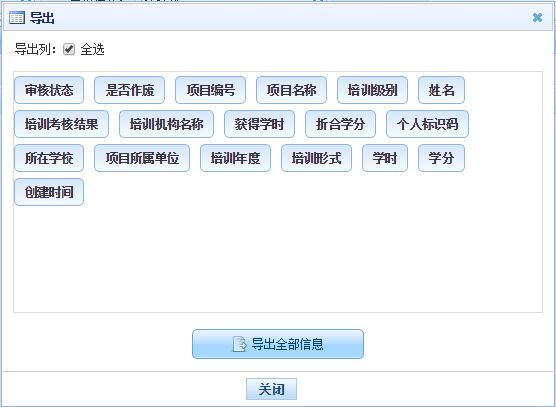 导出
导出列: 全选
审核状态 是否作废 项目编号 项目名称 培训级别 姓名
培训考核结果 培训机构名称 获得学时 折合学分 个人标识码
所在学校 项目所属单位 培训年度 培训形式 学时 学分
创建时间
导出全部信息
关闭